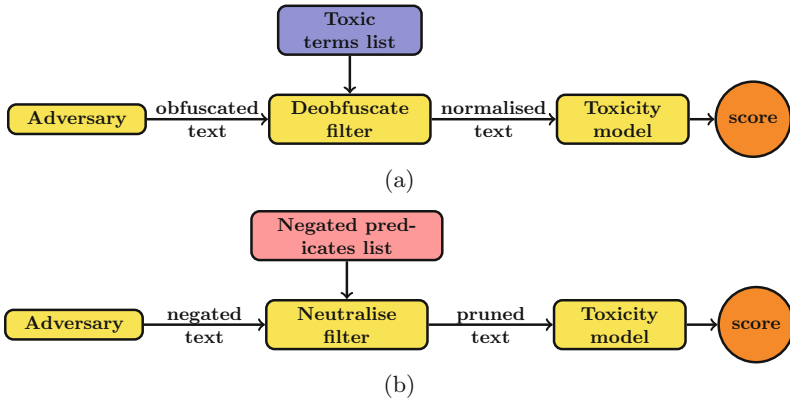 Toxic
terms list
Adversary
obfuscated
text
Deobfuscate
filter
normalised
text
Toxicity
model
score
(a)
Negated pred-
icates list
Adversary
negated
text
Neutralise
filter
pruned
text
Toxicity
model
score
(b)